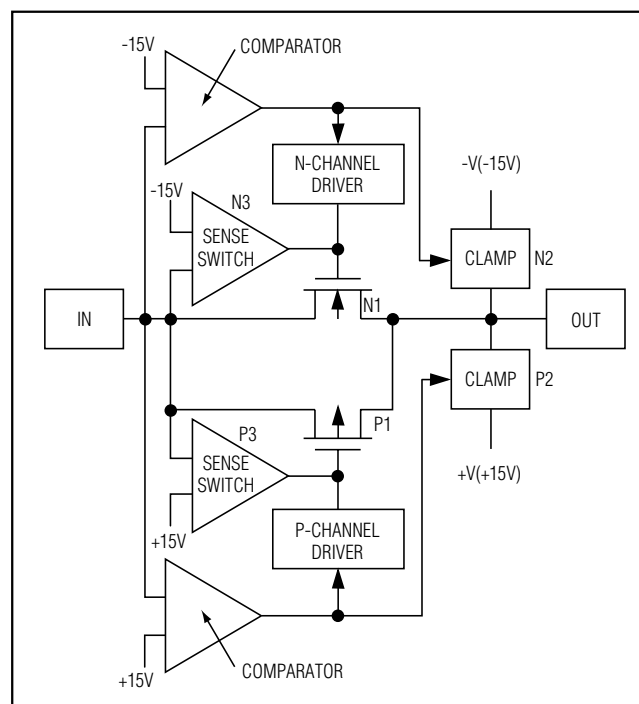 -15V
COMPARATOR
N-CHANNEL
DRIVER
-V(-15V)
-15V
N3
SENSE
SWITCH
CLAMP
N2
IN
N1
OUT
CLAMP
P2
P1
P3
SENSE
SWITCH
+V(+15V)
+15V
P-CHANNEL
DRIVER
+15V
COMPARATOR